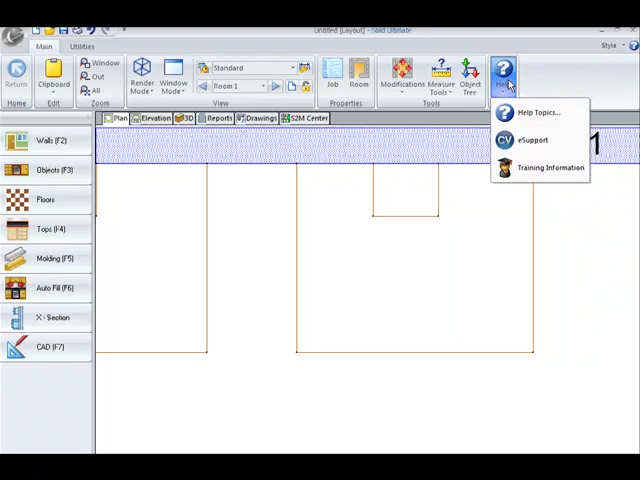 Untitled [Layout] - Solid Ultimate
Main Utilities Style
Return Clipboard Window Out All Render Mode Window Mode Standard Room 1 Job Room Modifications Measure Tools Object Tree Help
Home Edit Zoom View Properties Tools
Help Topics...
eSupport
Training Information
Plan Elevation 3D Reports Drawings S2M Center
1
Walls (F2)
Objects (F3)
Floors
Tops (F4)
Molding (F5)
Auto Fill (F6)
X - Section
CAD (F7)
CV